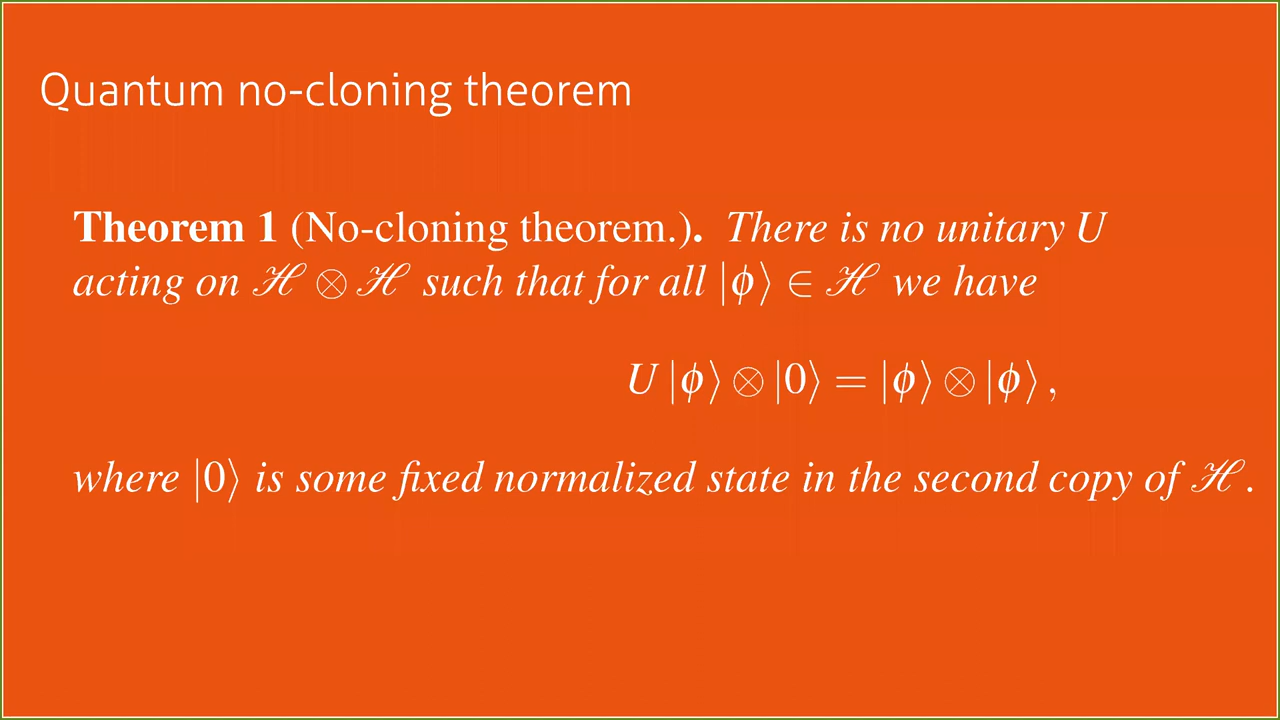 Quantum no-cloning theorem
Theorem 1 (No-cloning theorem.). There is no unitary U
acting on ℋ ⊗ ℋ such that for all |ϕ⟩ ∈ ℋ we have
U |ϕ⟩ ⊗ |0⟩ = |ϕ⟩ ⊗ |ϕ⟩ ,
where |0⟩ is some fixed normalized state in the second copy of ℋ .